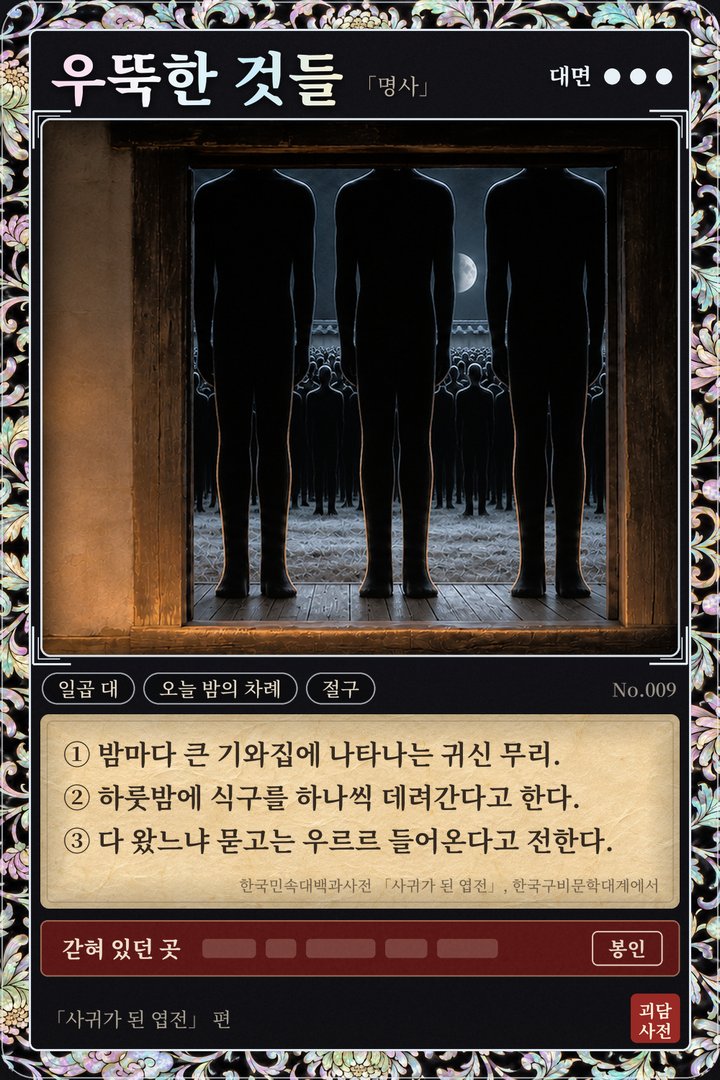 우뚝한 것들 「명사」 대면 ●●●
일곱 대 오늘 밤의 차례 절구 No.009
① 밤마다 큰 기와집에 나타나는 귀신 무리.
② 하룻밤에 식구를 하나씩 데려간다고 한다.
③ 다 왔느냐 묻고는 우르르 들어온다고 전한다.
한국민속대백과사전 「사귀가 된 엽전」, 한국구비문학대계에서
갇혀 있던 곳 봉인
「사귀가 된 엽전」 편
괴담
사전